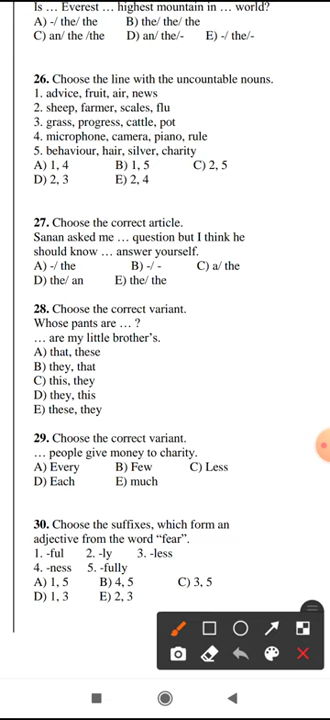 Is … Everest … highest mountain in … world?
A) -/ the/ the B) the/ the/ the
C) an/ the /the D) an/ the/- E) -/ the/-
26. Choose the line with the uncountable nouns.
1. advice, fruit, air, news
2. sheep, farmer, scales, flu
3. grass, progress, cattle, pot
4. microphone, camera, piano, rule
5. behaviour, hair, silver, charity
A) 1, 4 B) 1, 5 C) 2, 5
D) 2, 3 E) 2, 4
27. Choose the correct article.
Sanan asked me … question but I think he
should know … answer yourself.
A) -/ the B) -/ - C) a/ the
D) the/ an E) the/ the
28. Choose the correct variant.
Whose pants are … ?
… are my little brother's.
A) that, these
B) they, that
C) this, they
D) they, this
E) these, they
29. Choose the correct variant.
… people give money to charity.
A) Every B) Few C) Less
D) Each E) much
30. Choose the suffixes, which form an
adjective from the word “fear”.
1. -ful 2. -ly 3. -less
4. -ness 5. -fully
A) 1, 5 B) 4, 5 C) 3, 5
D) 1, 3 E) 2, 3